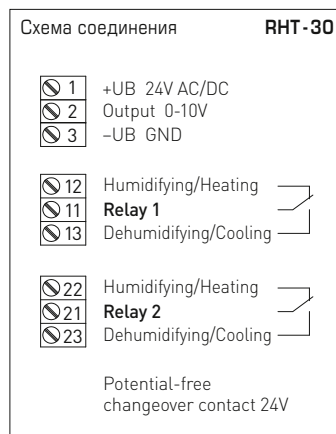 Схема соединения RHT-30
1 +UB 24V AC/DC
2 Output 0-10V
3 –UB GND
12 Humidifying/Heating
11 Relay 1
13 Dehumidifying/Cooling
22 Humidifying/Heating
21 Relay 2
23 Dehumidifying/Cooling
Potential-free
changeover contact 24V